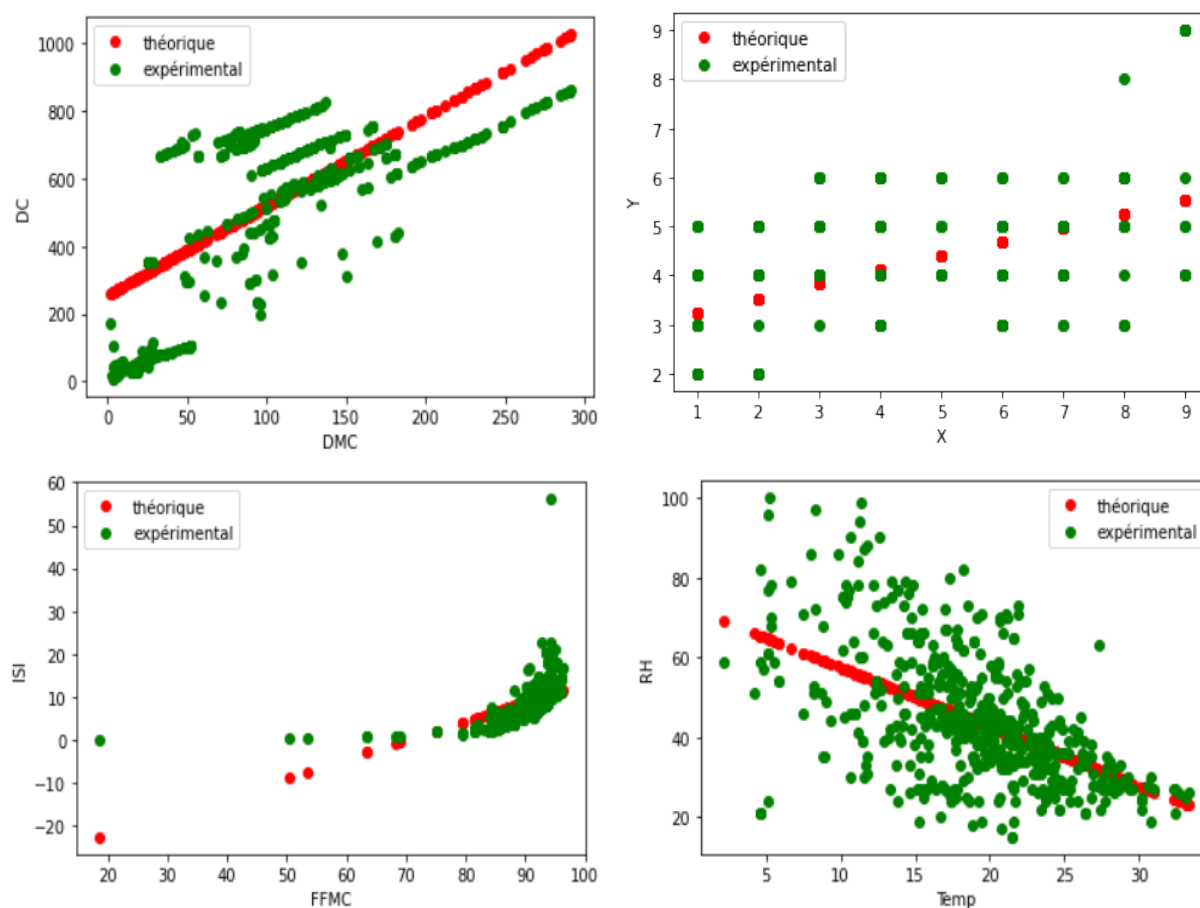 1000
800
600
400
200
0
DC
théorique
expérimental
0 50 100 150 200 250 300
DMC
9
8
7
6
5
4
3
2
Y
théorique
expérimental
1 2 3 4 5 6 7 8 9
X
60
50
40
30
20
10
0
−10
−20
ISI
théorique
expérimental
20 30 40 50 60 70 80 90 100
FFMC
100
80
60
40
20
RH
théorique
expérimental
5 10 15 20 25 30
Temp